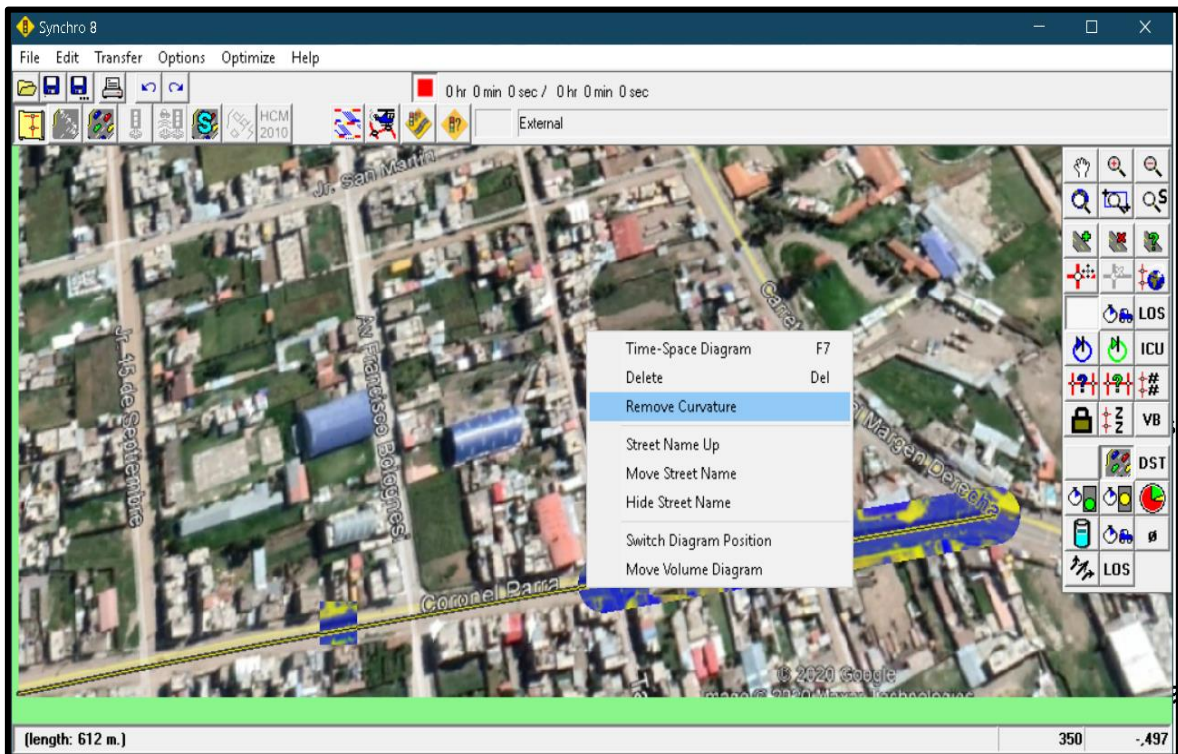 Synchro 8
File Edit Transfer Options Optimize Help
0 hr 0 min 0 sec / 0 hr 0 min 0 sec
HCM
2010
External
Jr. San Martín
Jr. 15 de Septiembre
Av Francisco Bolognesi
Coronel Parra
Margen Derecha
Time-Space Diagram F7
Delete Del
Remove Curvature
Street Name Up
Move Street Name
Hide Street Name
Switch Diagram Position
Move Volume Diagram
LOS
ICU
#
#
Z
Z
VB
DST
ø
LOS
© 2020 Google
(length: 612 m.)
350
-,497